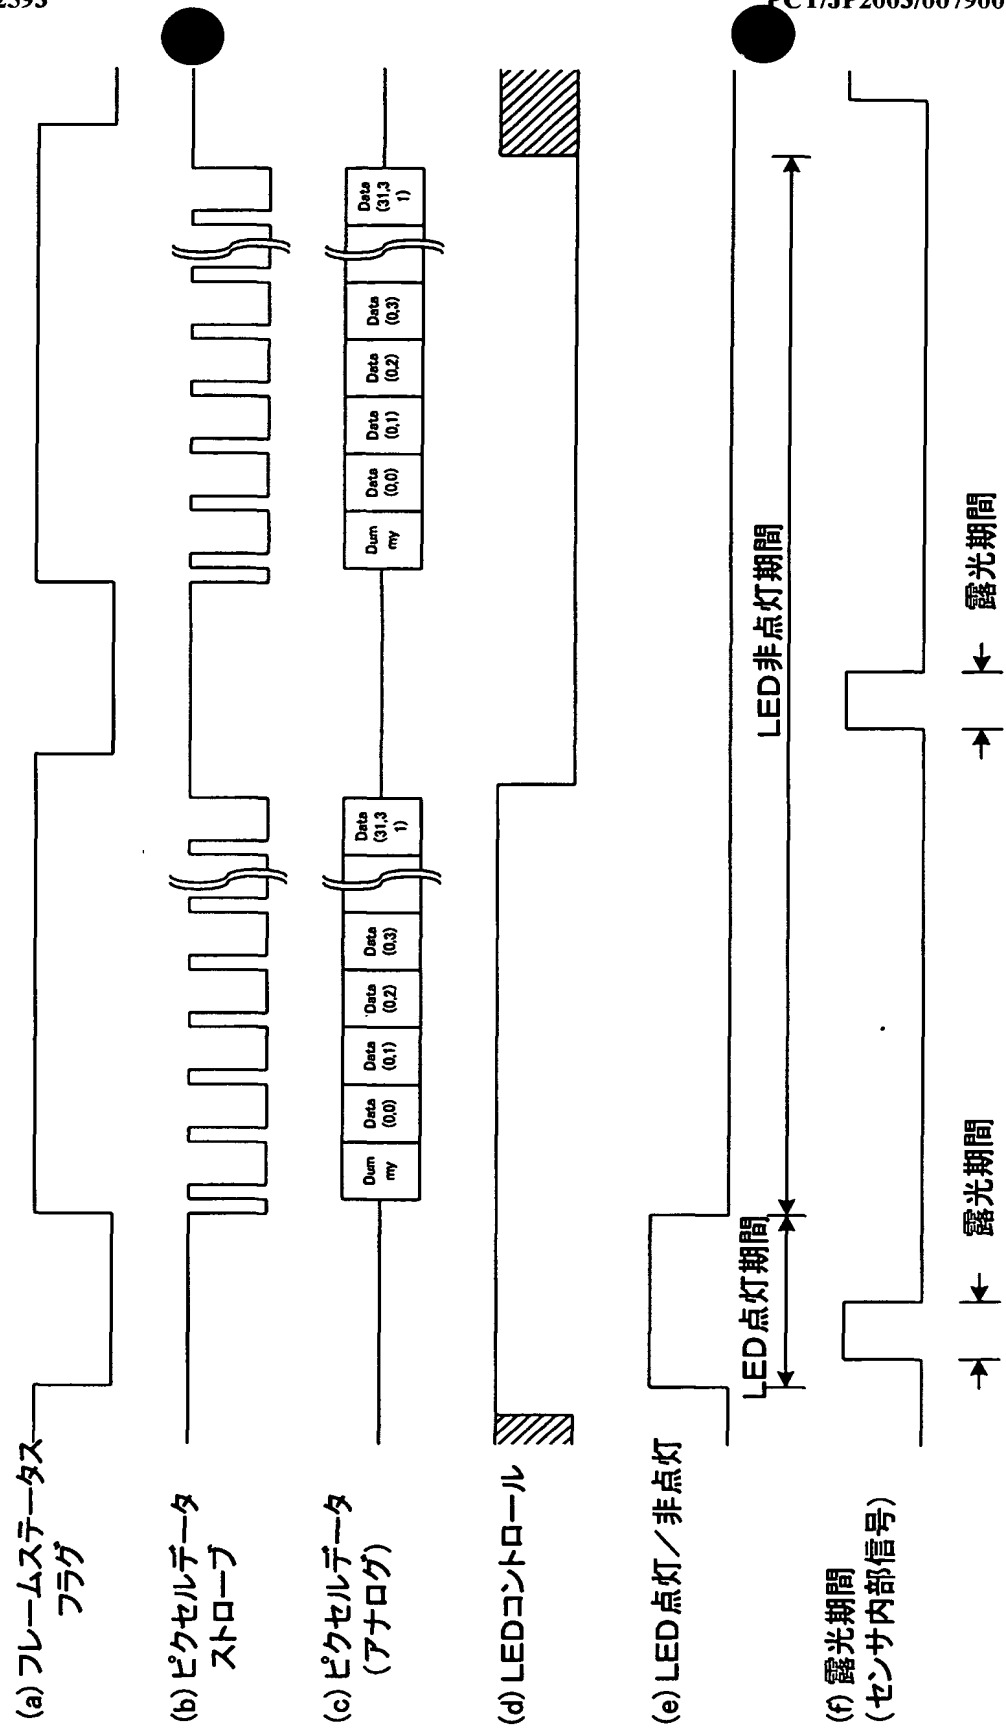 (a) フレームステータス
フラグ
(b) ピクセルデータ
ストローブ
(c) ピクセルデータ
(アナログ)
Dum
my
Data
(0,0)
Data
(0,1)
Data
(0,2)
Data
(0,3)
Data
(31,3
1)
Dum
my
Data
(0,0)
Data
(0,1)
Data
(0,2)
Data
(0,3)
Data
(31,3
1)
(d) LEDコントロール
(e) LED点灯／非点灯
LED点灯期間
LED非点灯期間
(f) 露光期間
(センサ内部信号)
露光期間
露光期間